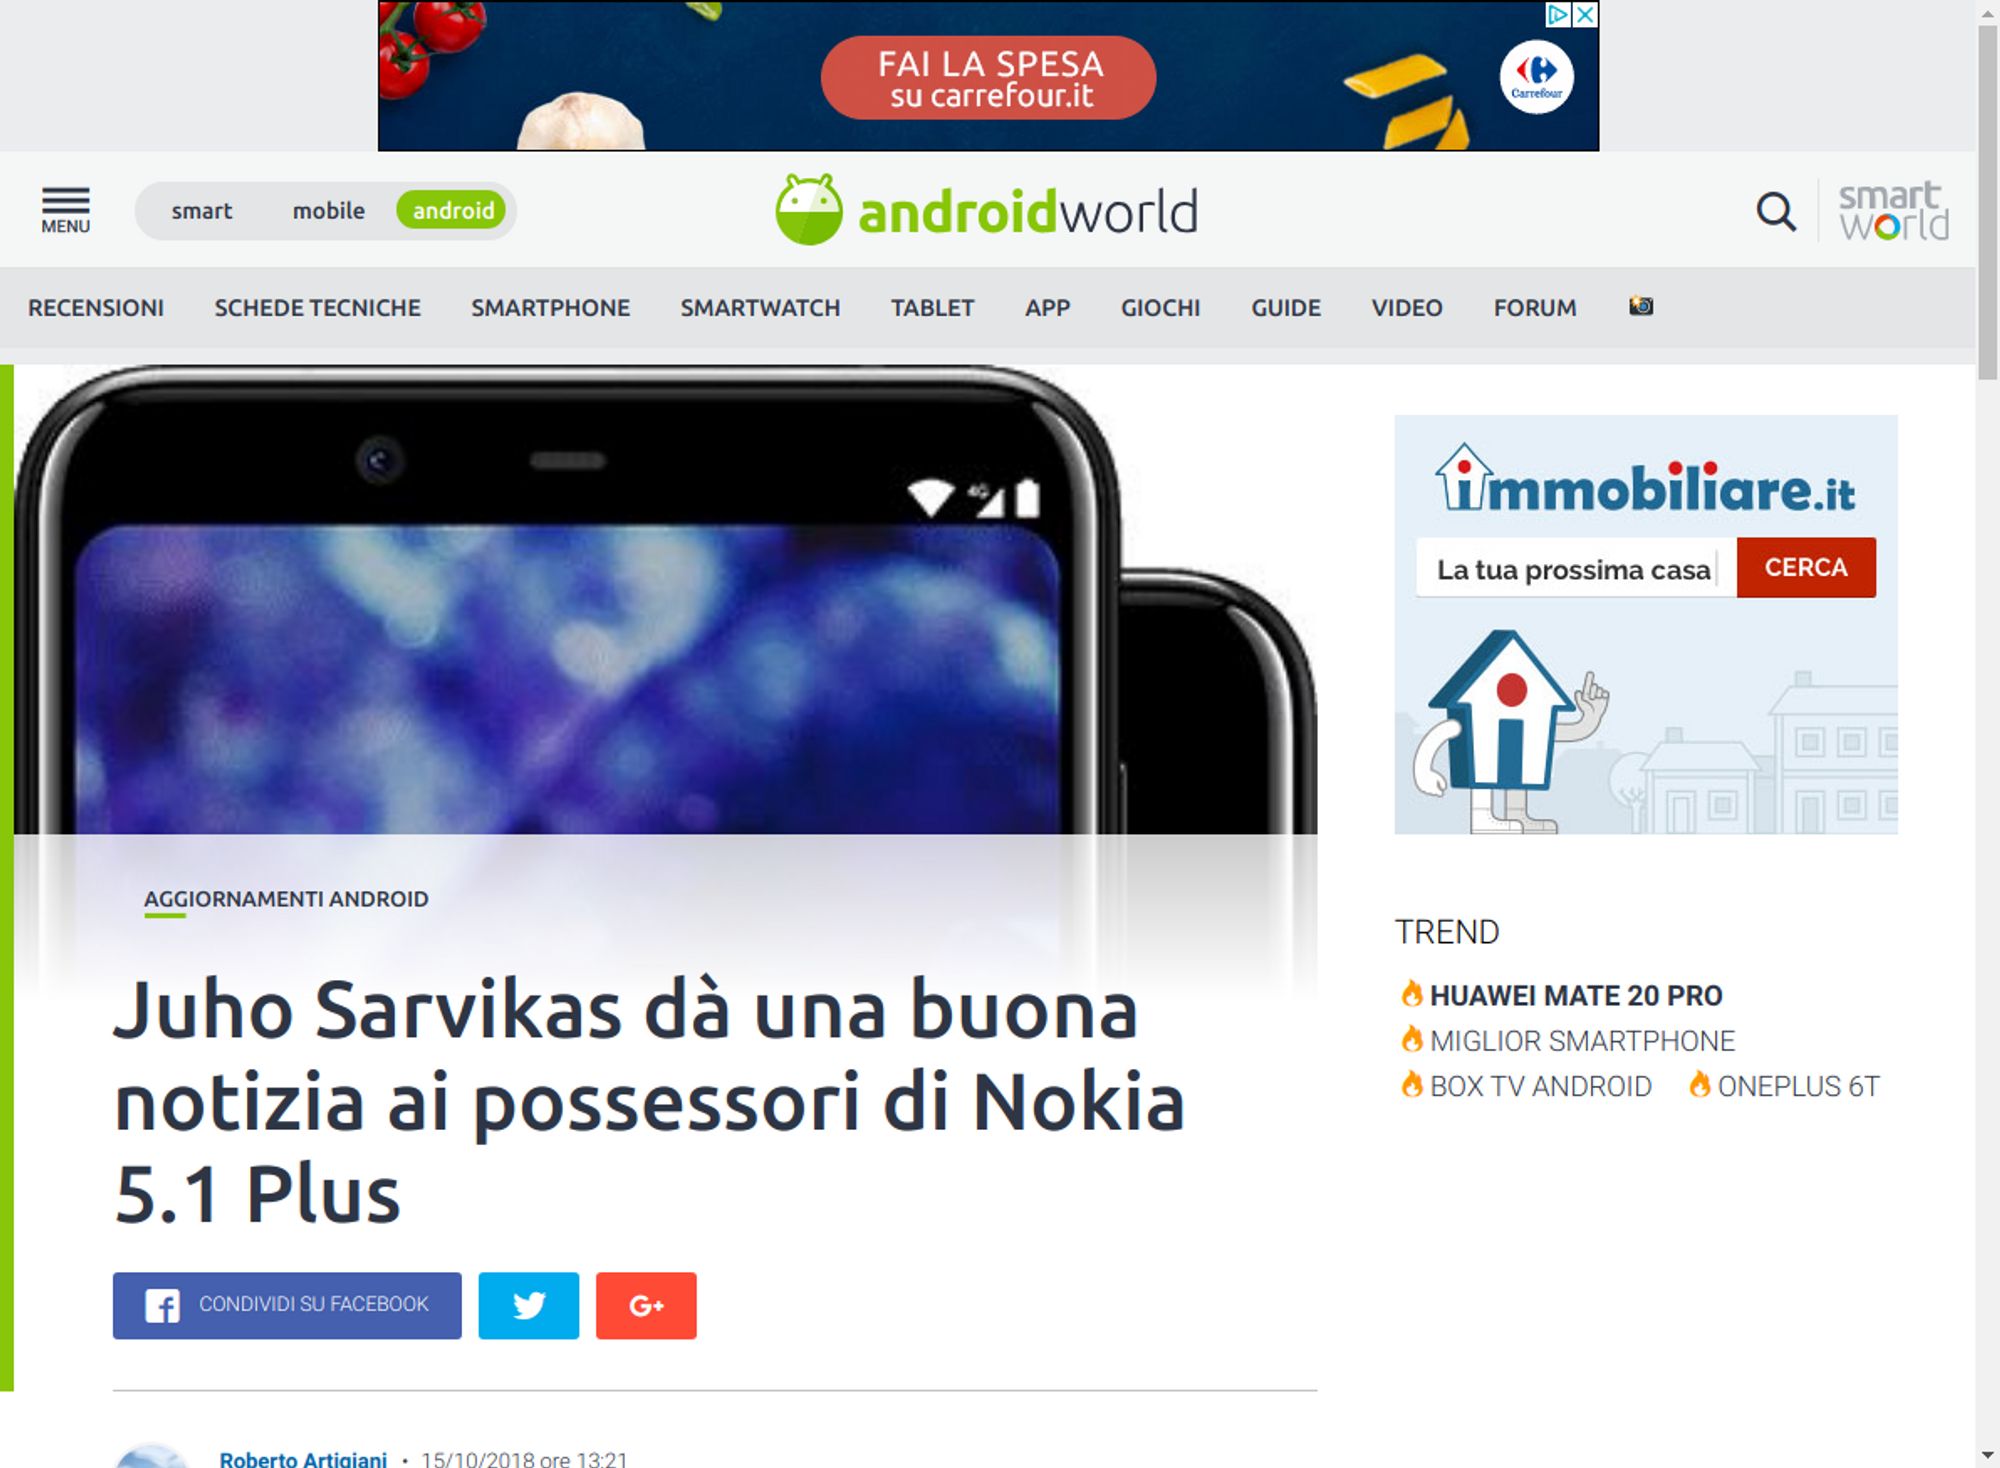 FAI LA SPESA
su carrefour.it
Carrefour
MENU
smart
mobile
android
androidworld
smart
world
RECENSIONI
SCHEDE TECNICHE
SMARTPHONE
SMARTWATCH
TABLET
APP
GIOCHI
GUIDE
VIDEO
FORUM
4G
immobiliare.it
La tua prossima casa
CERCA
AGGIORNAMENTI ANDROID
Juho Sarvikas dà una buona
notizia ai possessori di Nokia
5.1 Plus
CONDIVIDI SU FACEBOOK
G+
TREND
HUAWEI MATE 20 PRO
MIGLIOR SMARTPHONE
BOX TV ANDROID
ONEPLUS 6T
Roberto Artigiani • 15/10/2018 ore 13:21